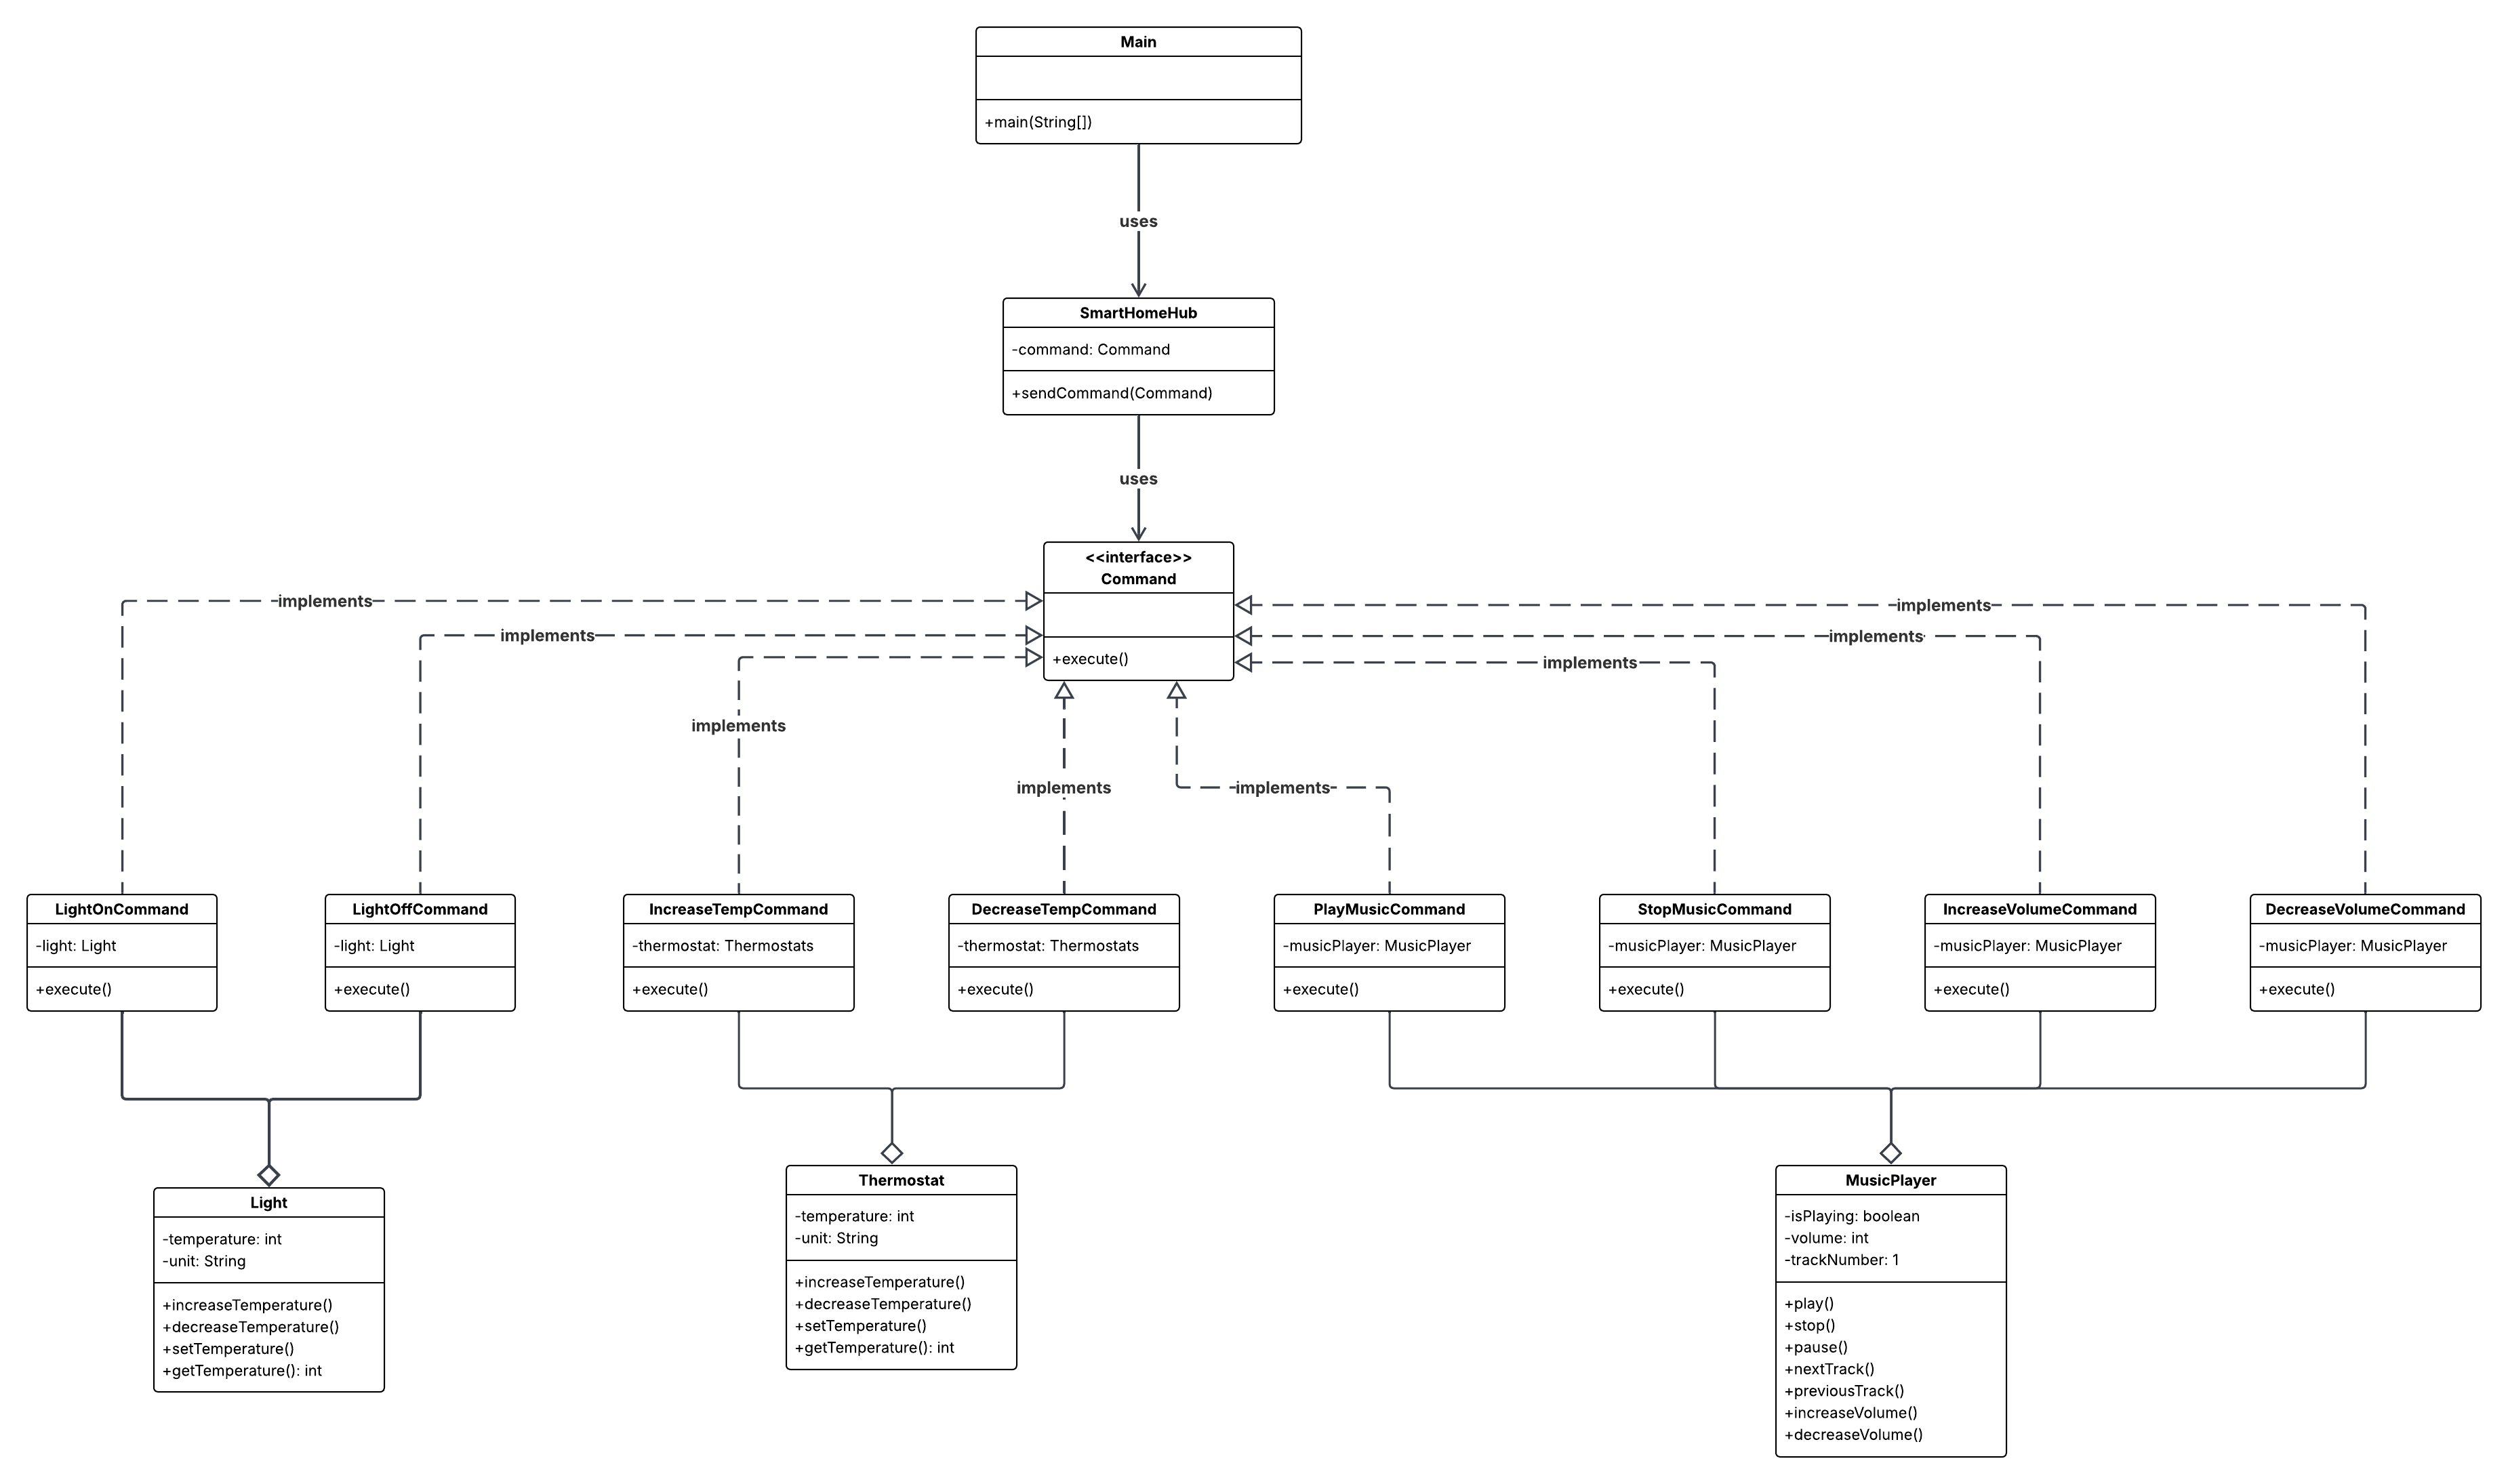 Main
+main(String[])
uses
SmartHomeHub
-command: Command
+sendCommand(Command)
uses
<<interface>>
Command
+execute()
implements
implements
implements
implements
implements
implements
implements
implements
LightOnCommand
-light: Light
+execute()
LightOffCommand
-light: Light
+execute()
IncreaseTempCommand
-thermostat: Thermostats
+execute()
DecreaseTempCommand
-thermostat: Thermostats
+execute()
PlayMusicCommand
-musicPlayer: MusicPlayer
+execute()
StopMusicCommand
-musicPlayer: MusicPlayer
+execute()
IncreaseVolumeCommand
-musicPlayer: MusicPlayer
+execute()
DecreaseVolumeCommand
-musicPlayer: MusicPlayer
+execute()
Light
-temperature: int
-unit: String
+increaseTemperature()
+decreaseTemperature()
+setTemperature()
+getTemperature(): int
Thermostat
-temperature: int
-unit: String
+increaseTemperature()
+decreaseTemperature()
+setTemperature()
+getTemperature(): int
MusicPlayer
-isPlaying: boolean
-volume: int
-trackNumber: 1
+play()
+stop()
+pause()
+nextTrack()
+previousTrack()
+increaseVolume()
+decreaseVolume()